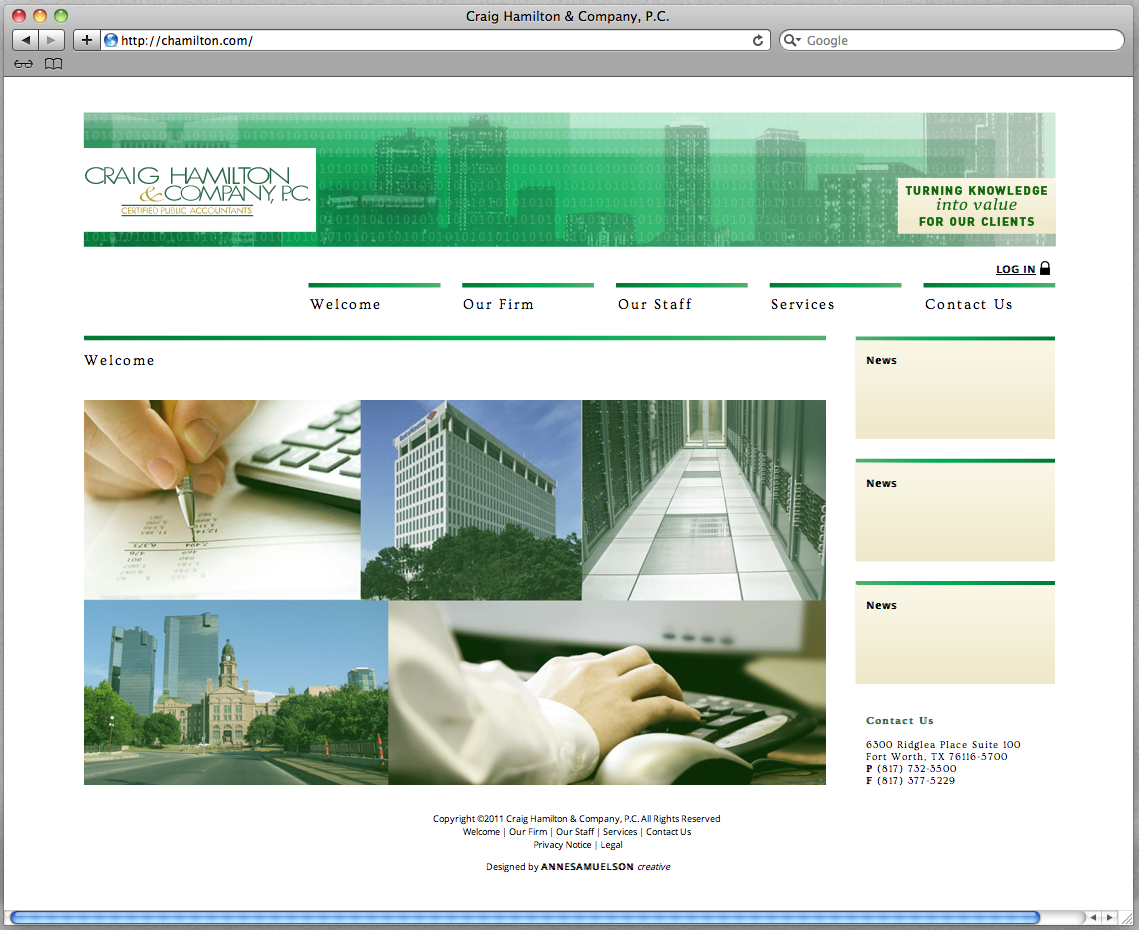 Craig Hamilton & Company, P.C.
http://chamilton.com/
Google
CRAIG HAMILTON
& COMPANY, P.C.
CERTIFIED PUBLIC ACCOUNTANTS
TURNING KNOWLEDGE
into value
FOR OUR CLIENTS
LOG IN
Welcome
Our Firm
Our Staff
Services
Contact Us
Welcome
News
News
News
Contact Us
6300 Ridglea Place Suite 100
Fort Worth, TX 76116-5700
P (817) 732-3500
F (817) 377-5229
Copyright ©2011 Craig Hamilton & Company, P.C. All Rights Reserved
Welcome | Our Firm | Our Staff | Services | Contact Us
Privacy Notice | Legal
Designed by ANNESAMUELSON creative